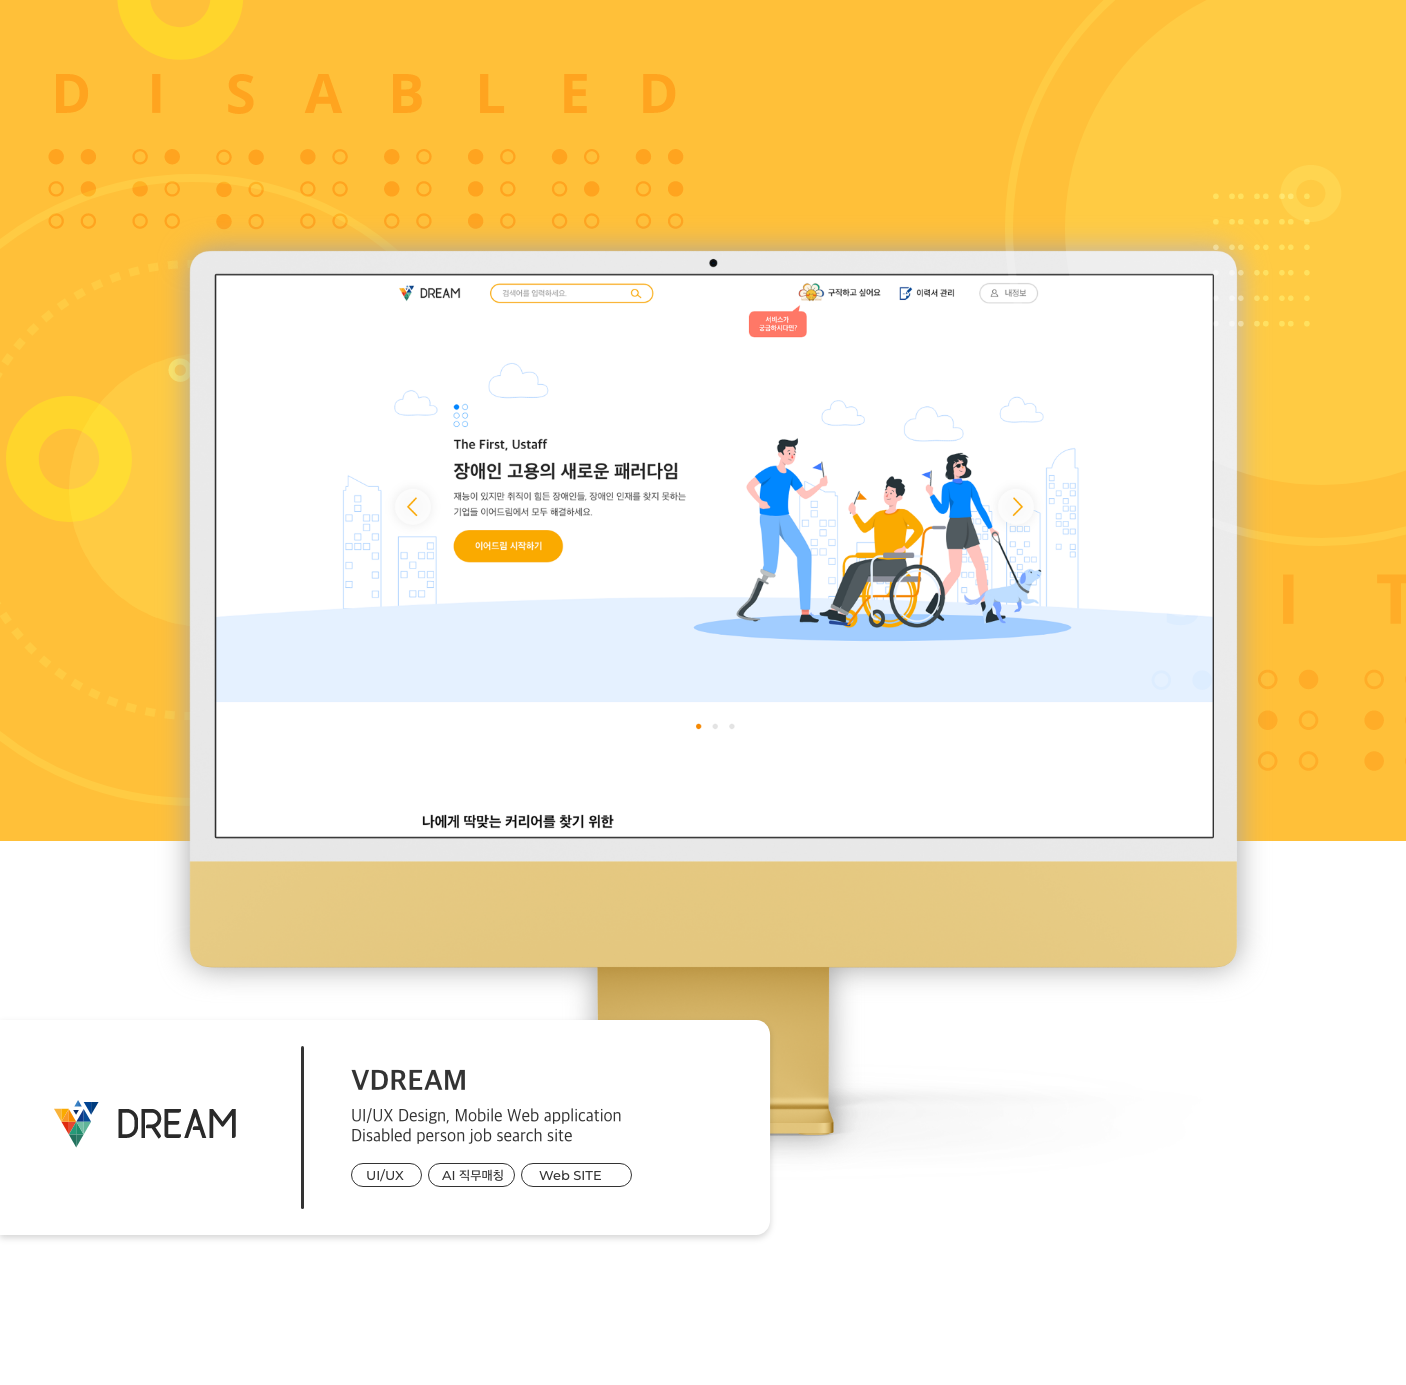 DISABLED
DREAM
검색어를 입력하세요.
구직하고 싶어요
이력서 관리
내정보
서비스가
궁금하시다면?
The First, Ustaff
장애인 고용의 새로운 패러다임
재능이 있지만 취직이 힘든 장애인들, 장애인 인재를 찾지 못하는
기업들 이어드림에서 모두 해결하세요.
이어드림 시작하기
I T
나에게 딱맞는 커리어를 찾기 위한
DREAM
VDREAM
UI/UX Design, Mobile Web application
Disabled person job search site
UI/UX
AI 직무매칭
Web SITE